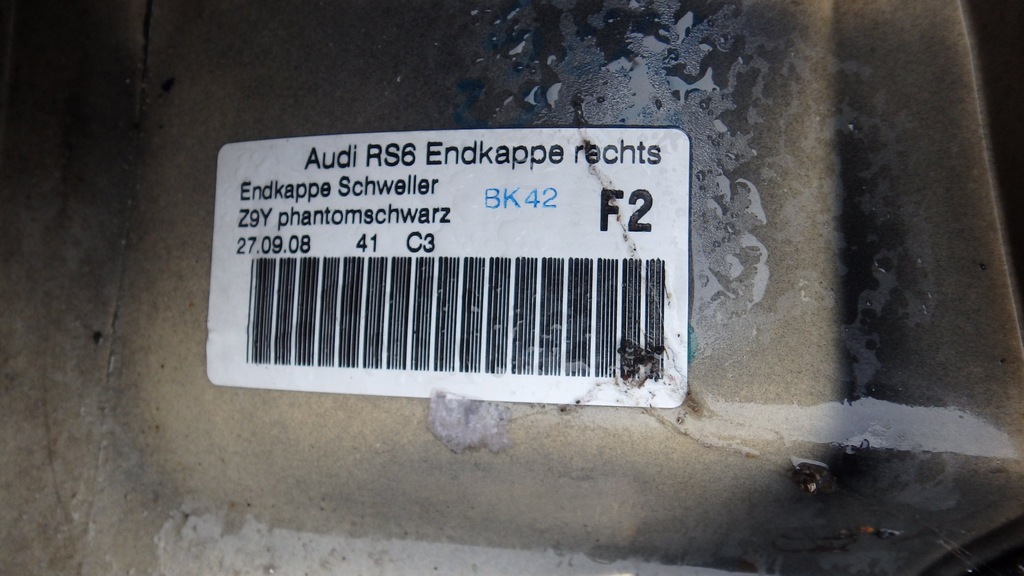 Audi RS6 Endkappe rechts
Endkappe Schweller BK42 F2
Z9Y phantomschwarz
27.09.08 41 C3